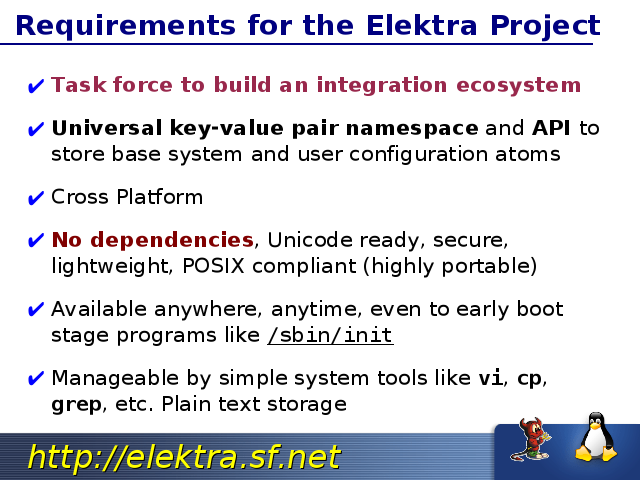 Requirements for the Elektra Project
✔ Task force to build an integration ecosystem
✔ Universal key-value pair namespace and API to
store base system and user configuration atoms
✔ Cross Platform
✔ No dependencies, Unicode ready, secure,
lightweight, POSIX compliant (highly portable)
✔ Available anywhere, anytime, even to early boot
stage programs like /sbin/init
✔ Manageable by simple system tools like vi, cp,
grep, etc. Plain text storage
http://elektra.sf.net